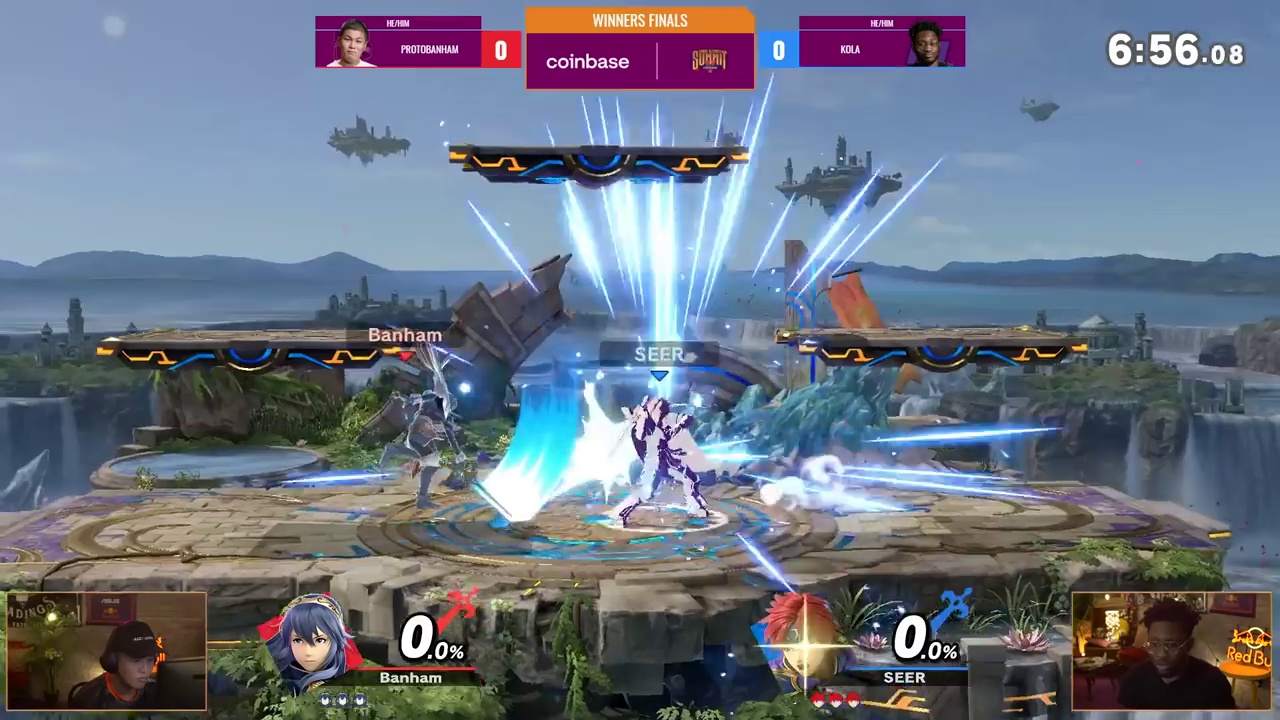 HE/HIM
PROTOBANHAM
0
WINNERS FINALS
coinbase
SUMMIT
0
HE/HIM
KOLA
6:56.08
Banham
SEER
0.0%
Banham
0.0%
SEER
Red Bu